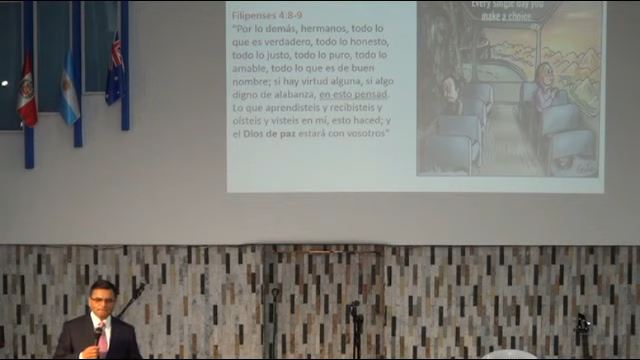 Filipenses 4:8-9
"Por lo demás, hermanos, todo lo
que es verdadero, todo lo honesto,
todo lo justo, todo lo puro, todo lo
amable, todo lo que es de buen
nombre; si hay virtud alguna, si algo
digno de alabanza, en esto pensad.
Lo que aprendisteis y recibisteis y
oísteis y visteis en mí, esto haced; y
el Dios de paz estará con vosotros"
Every single day you
make a choice.